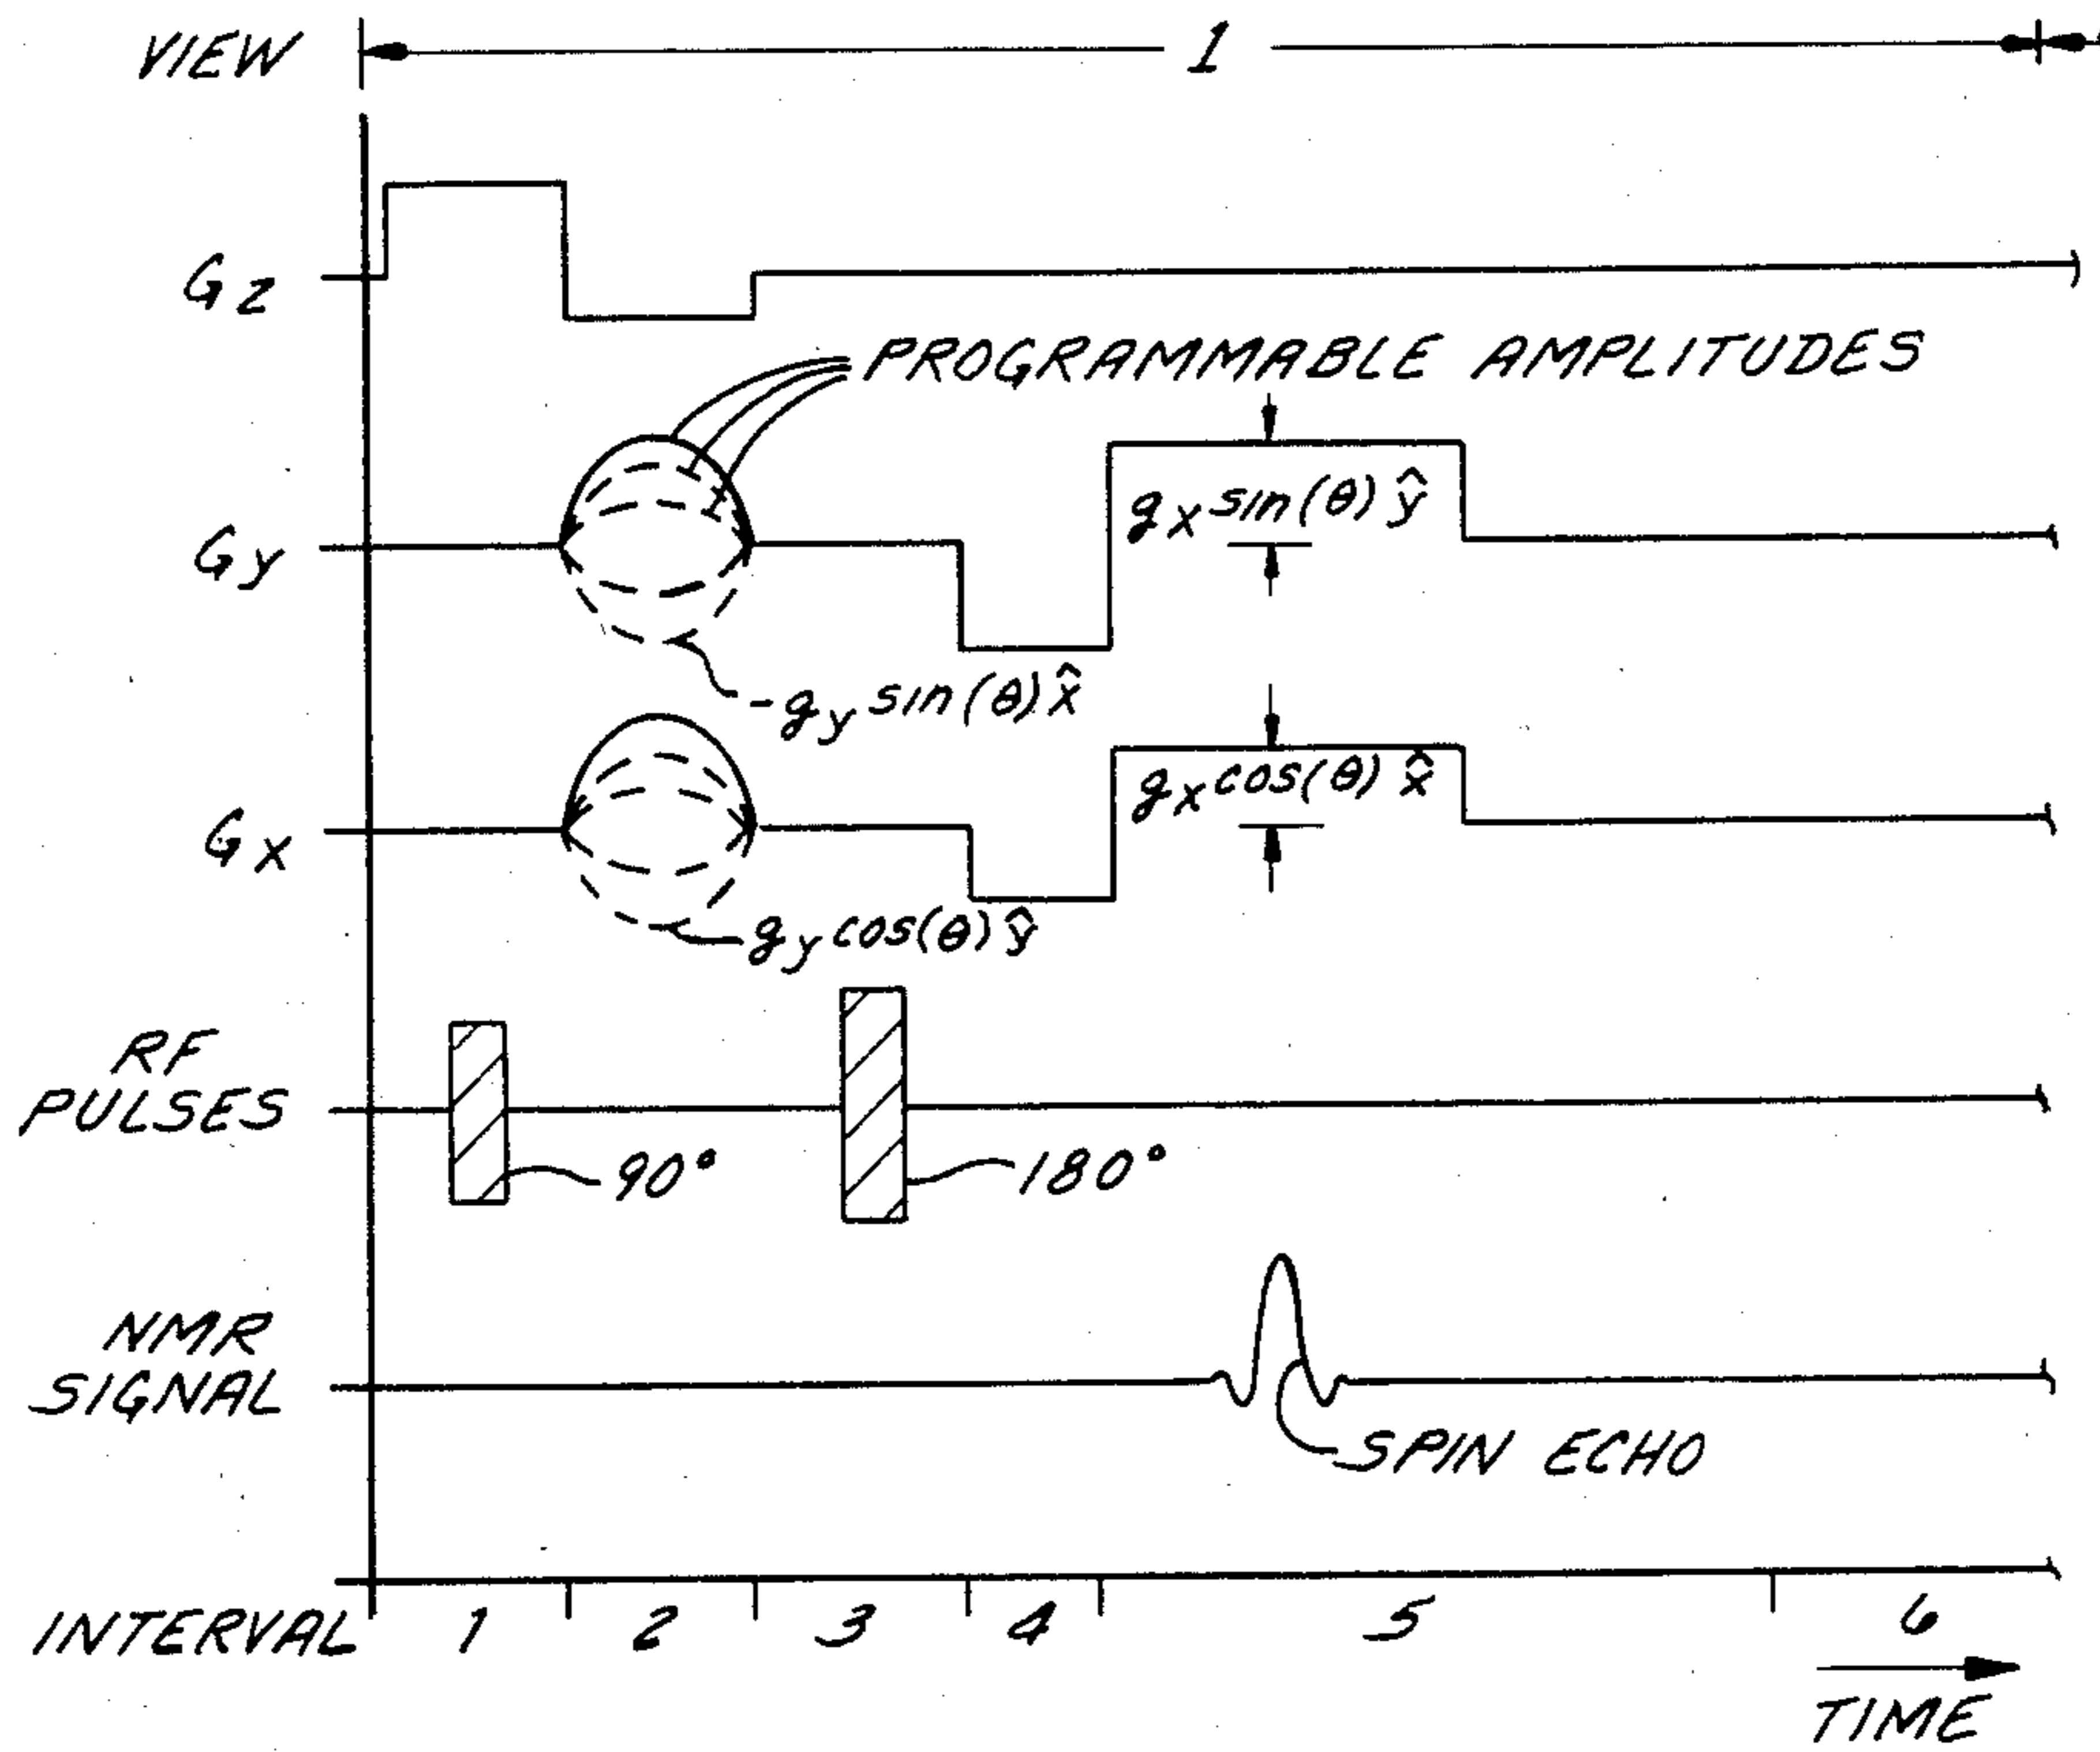 VIEW
1
Gz
PROGRAMMABLE AMPLITUDES
gx sin(θ) ŷ
Gy
-gy sin(θ) x̂
gx cos(θ) x̂
Gx
gy cos(θ) ŷ
RF
PULSES
90°
180°
NMR
SIGNAL
SPIN ECHO
INTERVAL 1 2 3 4 5 6
TIME